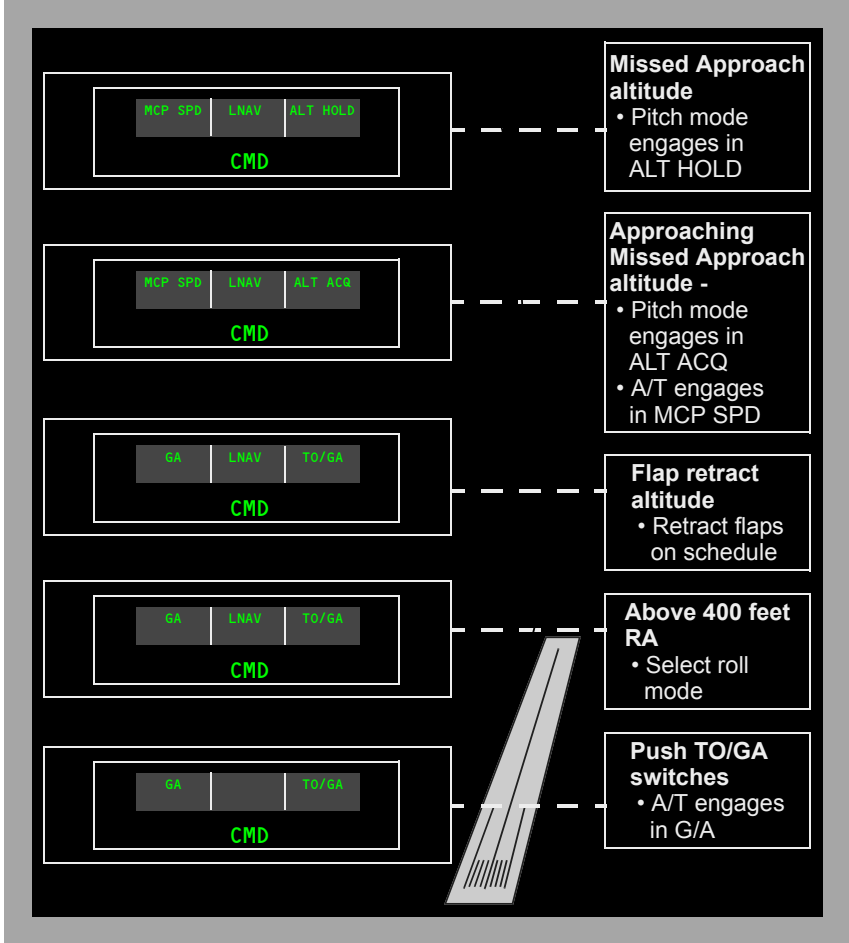 MCP SPD LNAV ALT HOLD
CMD
Missed Approach
altitude
• Pitch mode
engages in
ALT HOLD
MCP SPD LNAV ALT ACQ
CMD
Approaching
Missed Approach
altitude -
• Pitch mode
engages in
ALT ACQ
• A/T engages
in MCP SPD
GA LNAV TO/GA
CMD
Flap retract
altitude
• Retract flaps
on schedule
GA LNAV TO/GA
CMD
Above 400 feet
RA
• Select roll
mode
GA TO/GA
CMD
Push TO/GA
switches
• A/T engages
in G/A